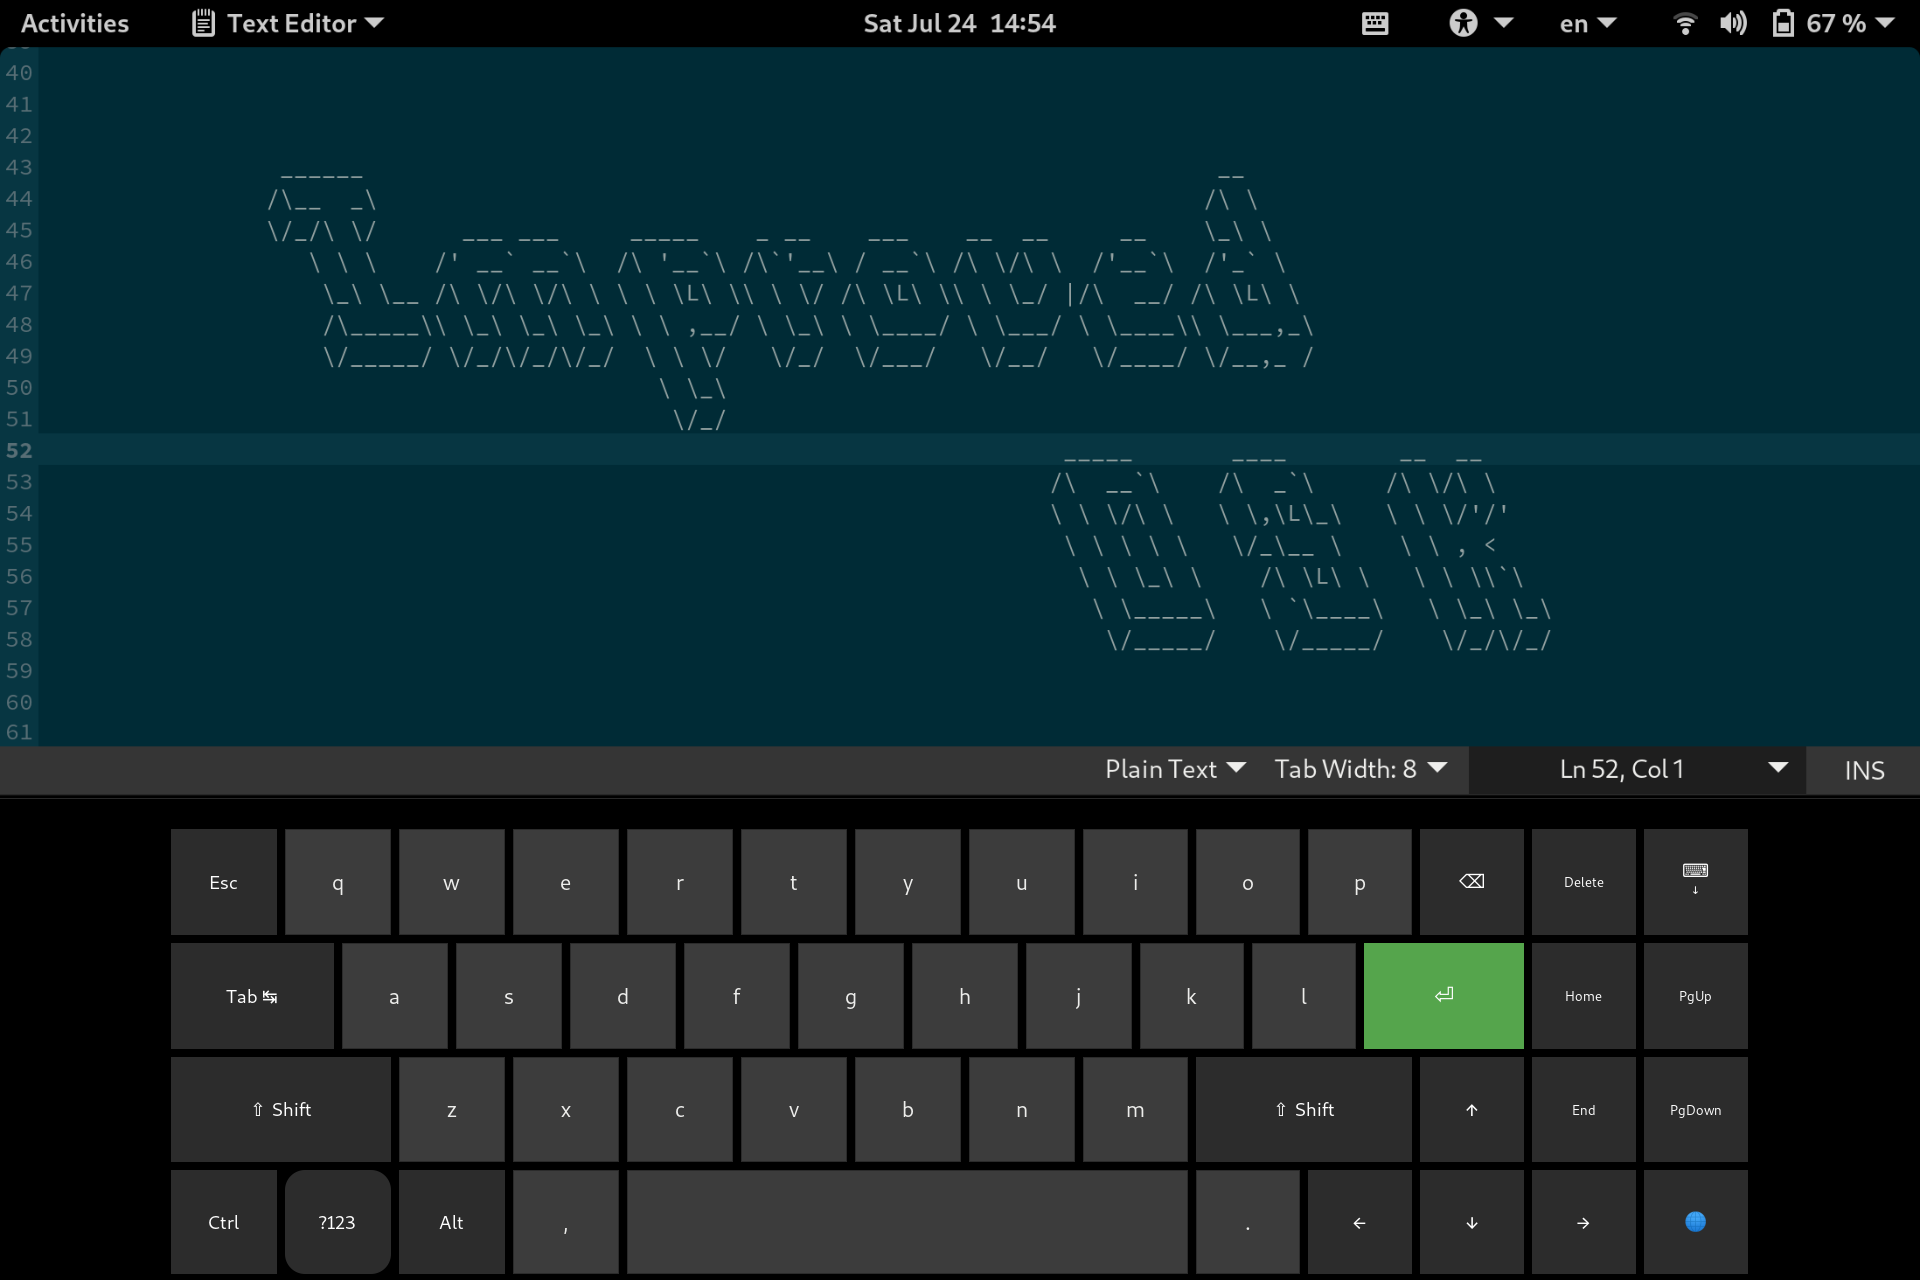 Activities Text Editor Sat Jul 24 14:54 en 67 %
40
41
42
43
44
45
46
47
48
49
50
51
52
53
54
55
56
57
58
59
60
61
Improved
OSK
Plain Text Tab Width: 8 Ln 52, Col 1 INS
Esc q w e r t y u i o p ⌫ Delete ⌨↓
Tab ↹ a s d f g h j k l ⏎ Home PgUp
⇧ Shift z x c v b n m ⇧ Shift ↑ End PgDown
Ctrl ?123 Alt , . ← ↓ →